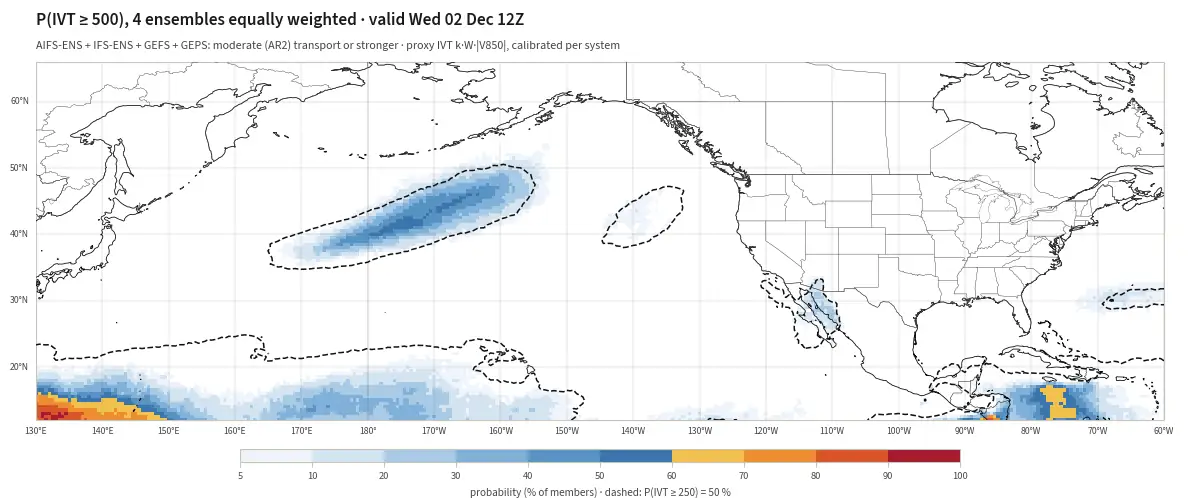 P(IVT ≥ 500), 4 ensembles equally weighted · valid Wed 02 Dec 12Z
AIFS-ENS + IFS-ENS + GEFS + GEPS: moderate (AR2) transport or stronger · proxy IVT k·W·|V850|, calibrated per system
60°N
50°N
40°N
30°N
20°N
130°E 140°E 150°E 160°E 170°E 180° 170°W 160°W 150°W 140°W 130°W 120°W 110°W 100°W 90°W 80°W 70°W 60°W
5 10 20 30 40 50 60 70 80 90 100
probability (% of members) · dashed: P(IVT ≥ 250) = 50 %